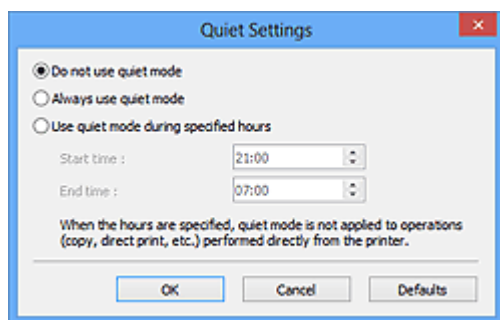 Quiet Settings
Do not use quiet mode
Always use quiet mode
Use quiet mode during specified hours
Start time : 21:00
End time : 07:00
When the hours are specified, quiet mode is not applied to operations
(copy, direct print, etc.) performed directly from the printer.
OK Cancel Defaults